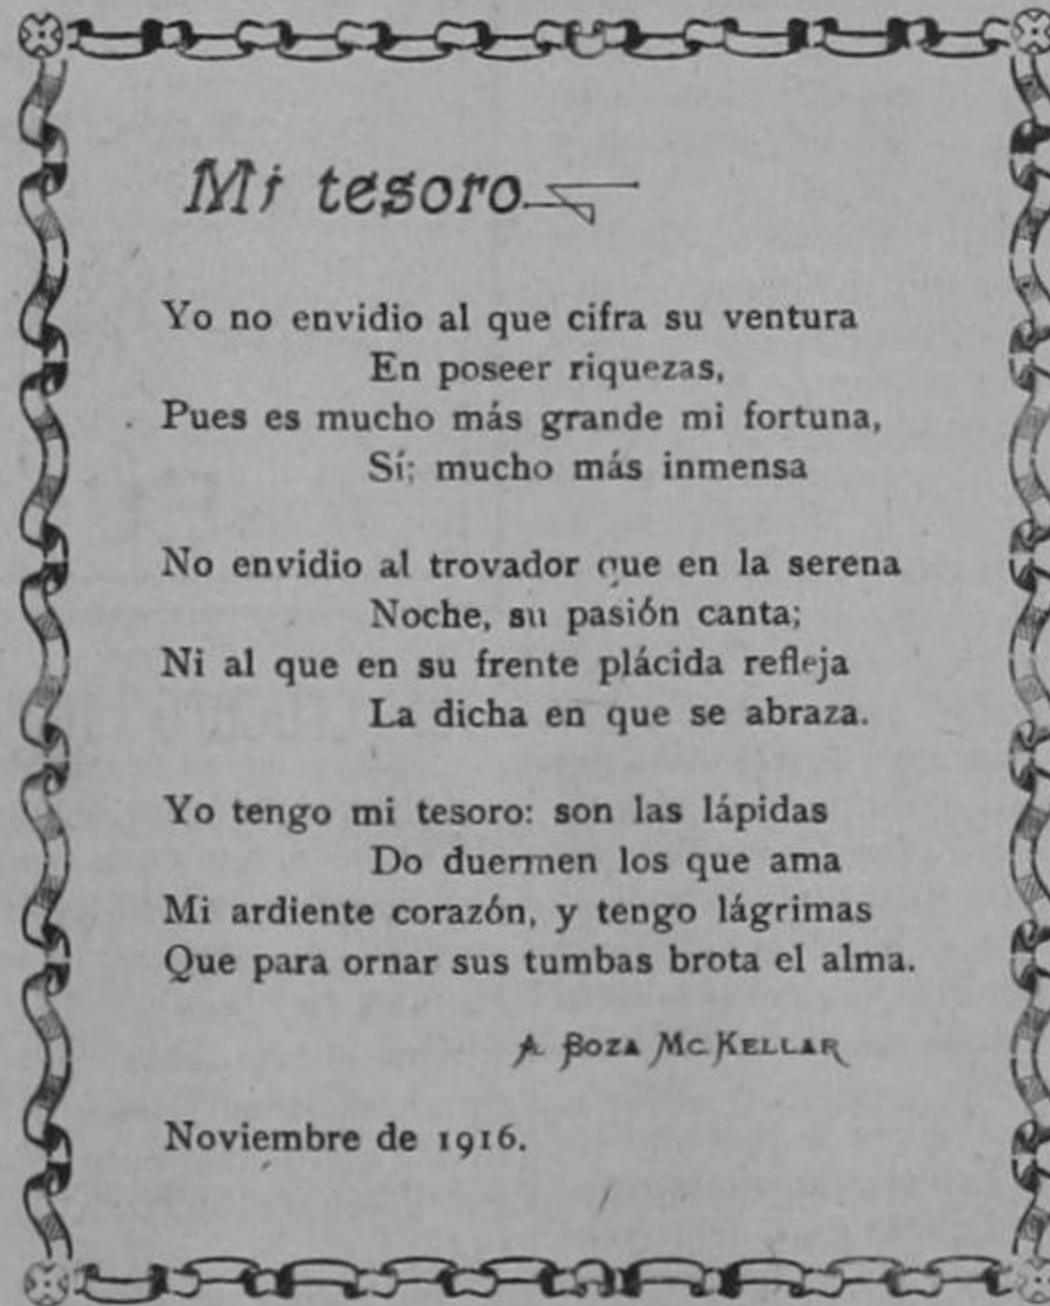 Mi tesoro
Yo no envidio al que cifra su ventura
En poseer riquezas,
Pues es mucho más grande mi fortuna,
Sí; mucho más inmensa
No envidio al trovador que en la serena
Noche, su pasión canta;
Ni al que en su frente plácida refleja
La dicha en que se abraza.
Yo tengo mi tesoro: son las lápidas
Do duermen los que ama
Mi ardiente corazón, y tengo lágrimas
Que para ornar sus tumbas brota el alma.
A BOZA MC KELLAR
Noviembre de 1916.